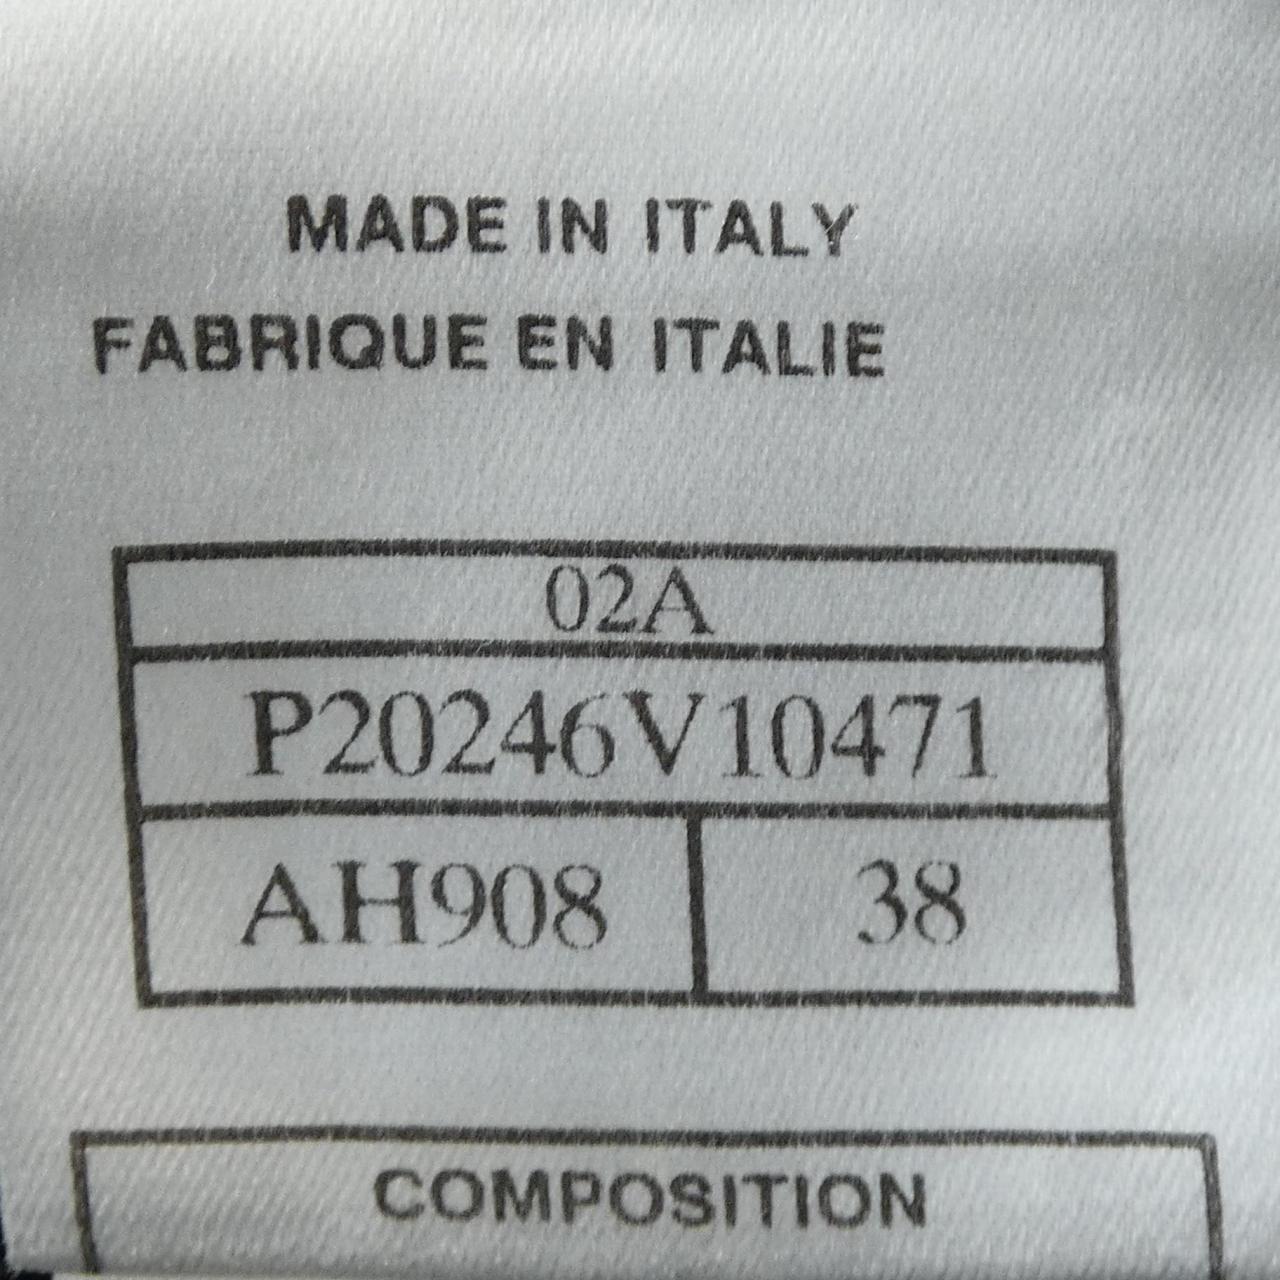 MADE IN ITALY
FABRIQUE EN ITALIE
02A
P20246V10471
AH908 38
COMPOSITION